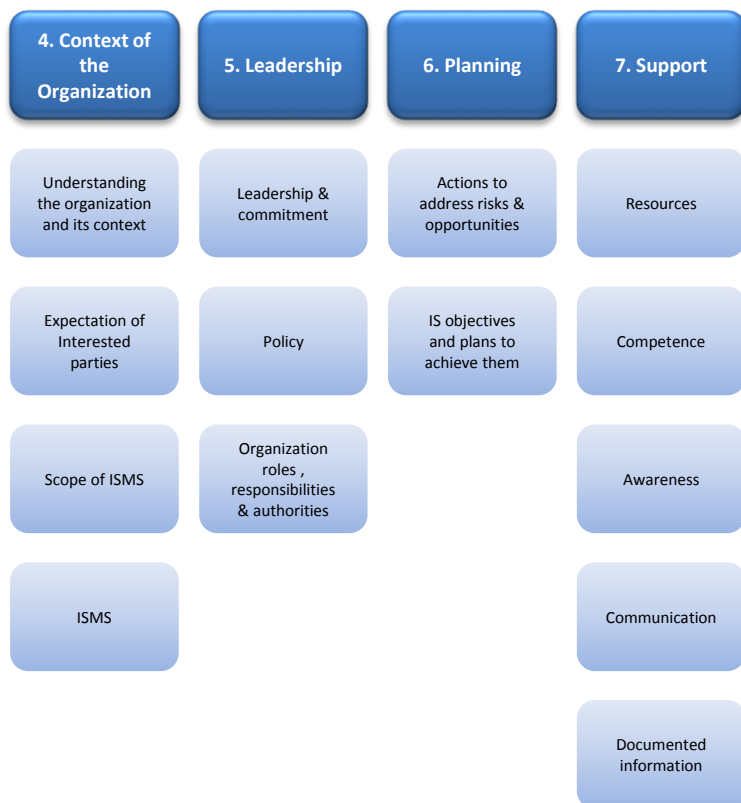 4. Context of
the
Organization
5. Leadership
6. Planning
7. Support
Understanding
the organization
and its context
Leadership &
commitment
Actions to
address risks &
opportunities
Resources
Expectation of
Interested
parties
Policy
IS objectives
and plans to
achieve them
Competence
Scope of ISMS
Organization
roles ,
responsibilities
& authorities
Awareness
ISMS
Communication
Documented
information